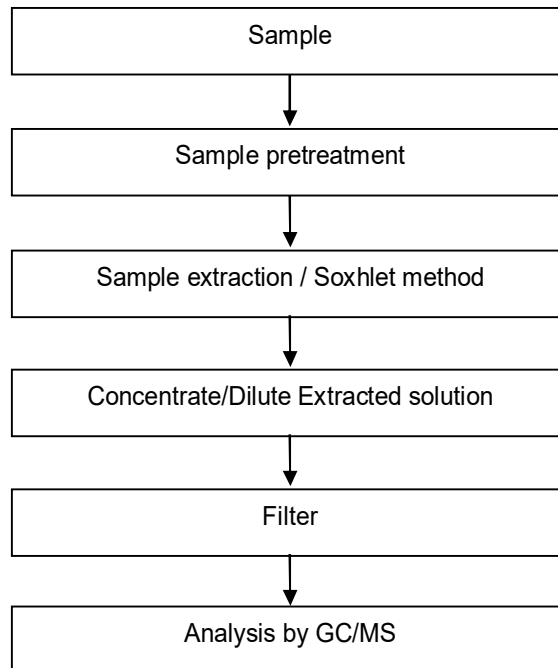 Sample
Sample pretreatment
Sample extraction / Soxhlet method
Concentrate/Dilute Extracted solution
Filter
Analysis by GC/MS